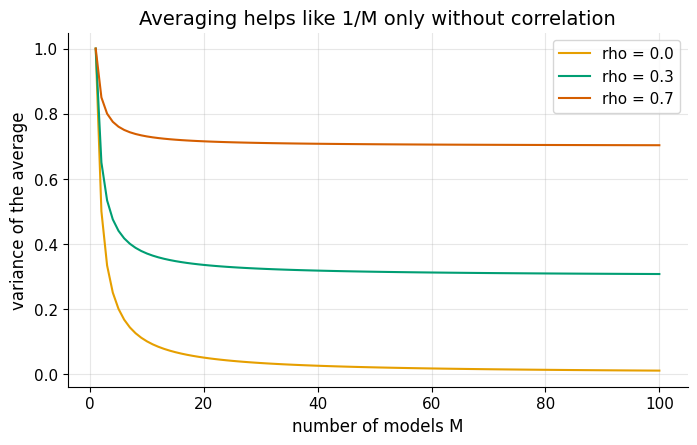 Averaging helps like 1/M only without correlation
variance of the average
1.0
0.8
0.6
0.4
0.2
0.0
rho = 0.0
rho = 0.3
rho = 0.7
0
20
40
60
80
100
number of models M